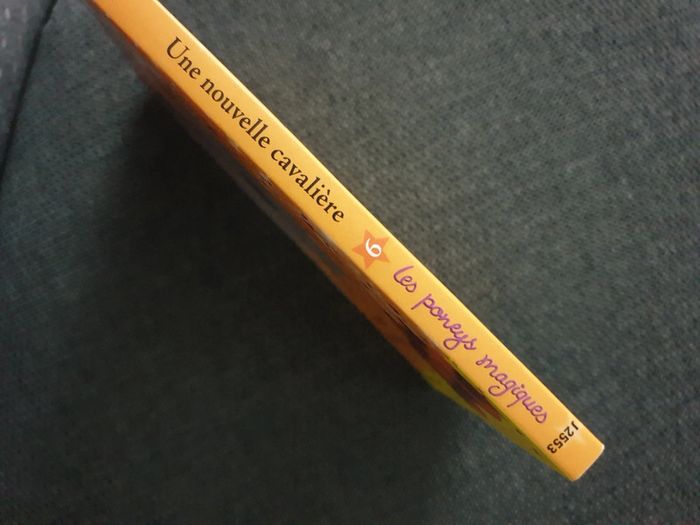 Une nouvelle cavalière
6
les poneys magiques
J2553